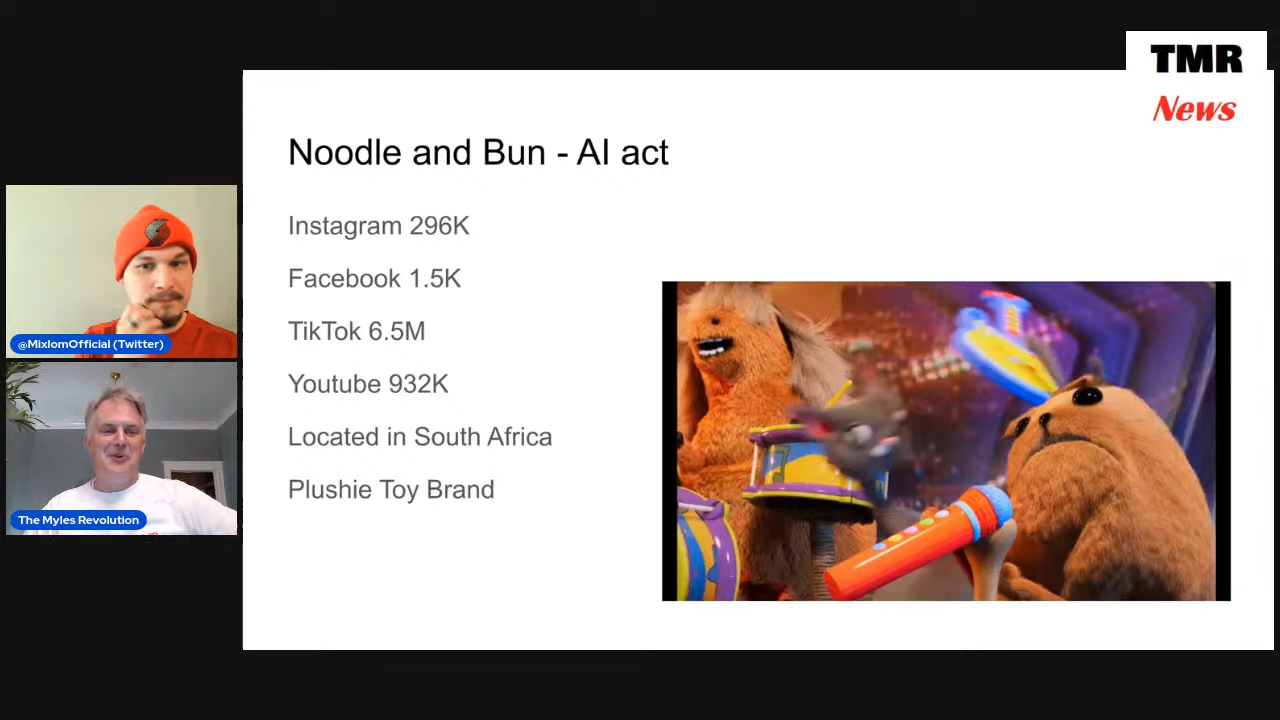 TMR
News
Noodle and Bun - AI act
Instagram 296K
Facebook 1.5K
TikTok 6.5M
Youtube 932K
Located in South Africa
Plushie Toy Brand
@MixlomOfficial (Twitter)
The Myles Revolution